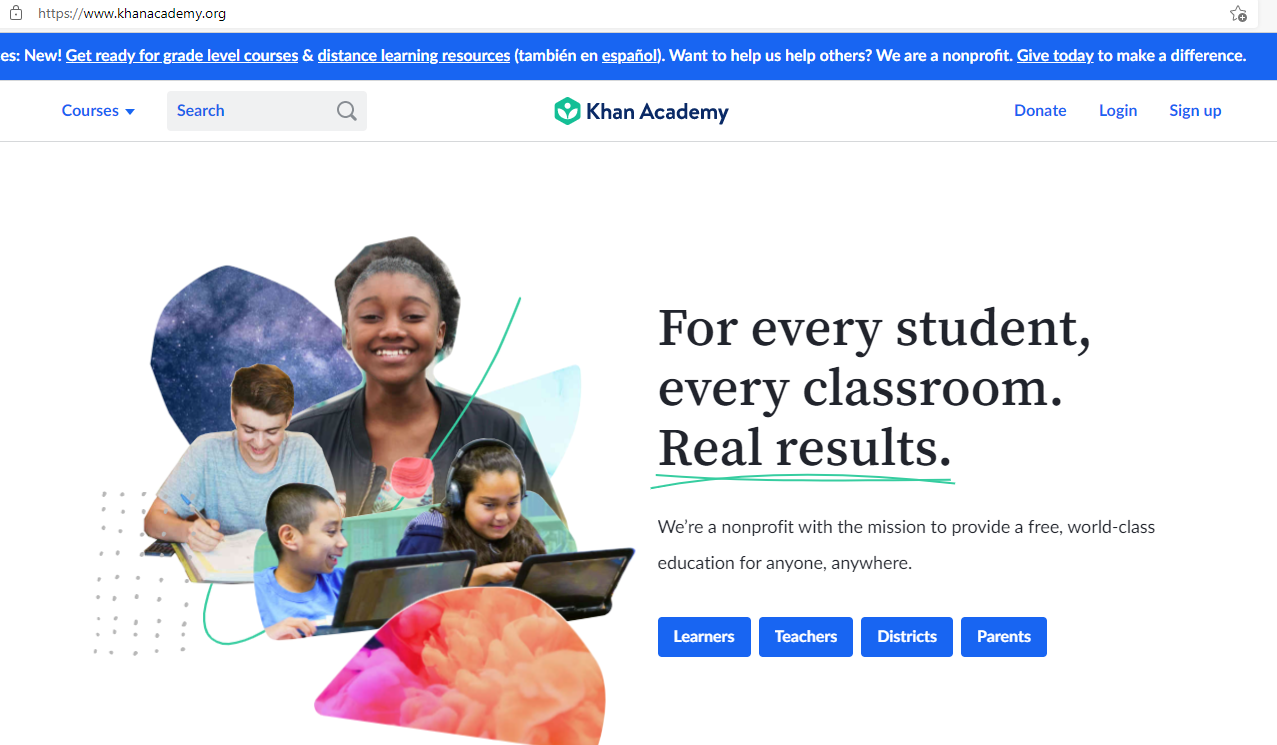 https://www.khanacademy.org
es: New! Get ready for grade level courses & distance learning resources (también en español). Want to help us help others? We are a nonprofit. Give today to make a difference.
Courses Search Khan Academy Donate Login Sign up
For every student,
every classroom.
Real results.
We’re a nonprofit with the mission to provide a free, world-class
education for anyone, anywhere.
Learners Teachers Districts Parents